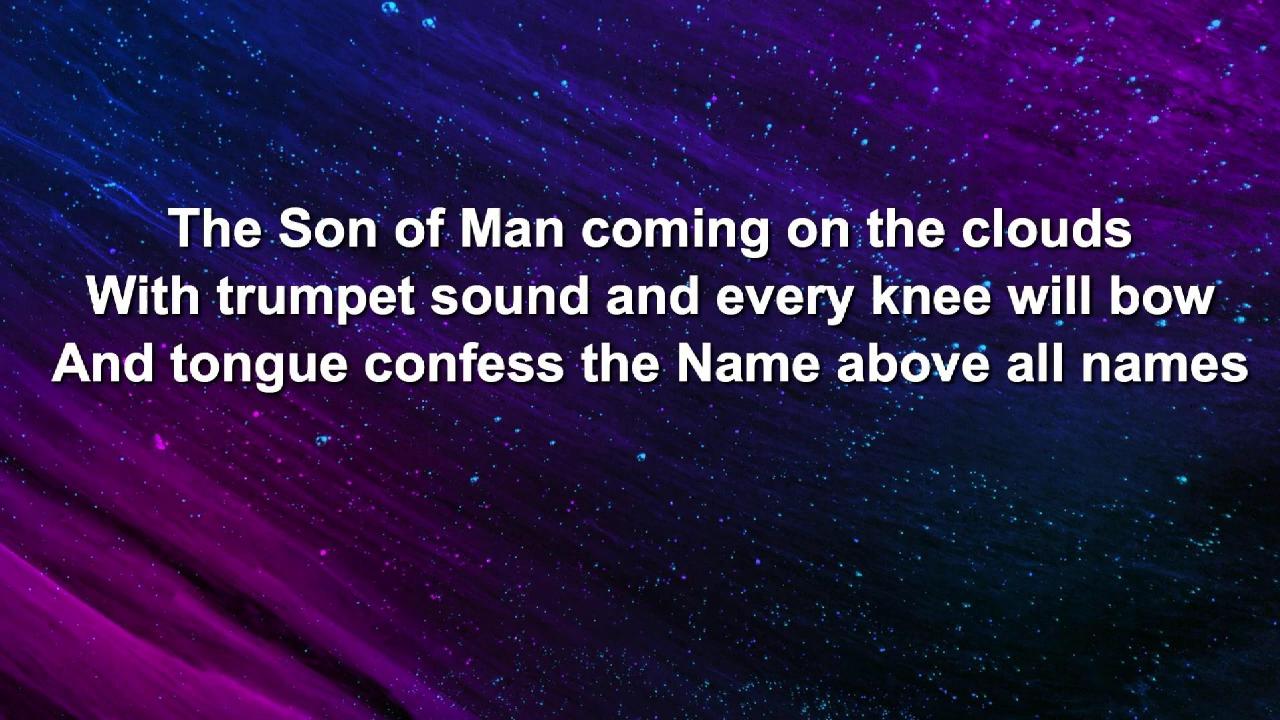 The Son of Man coming on the clouds
With trumpet sound and every knee will bow
And tongue confess the Name above all names